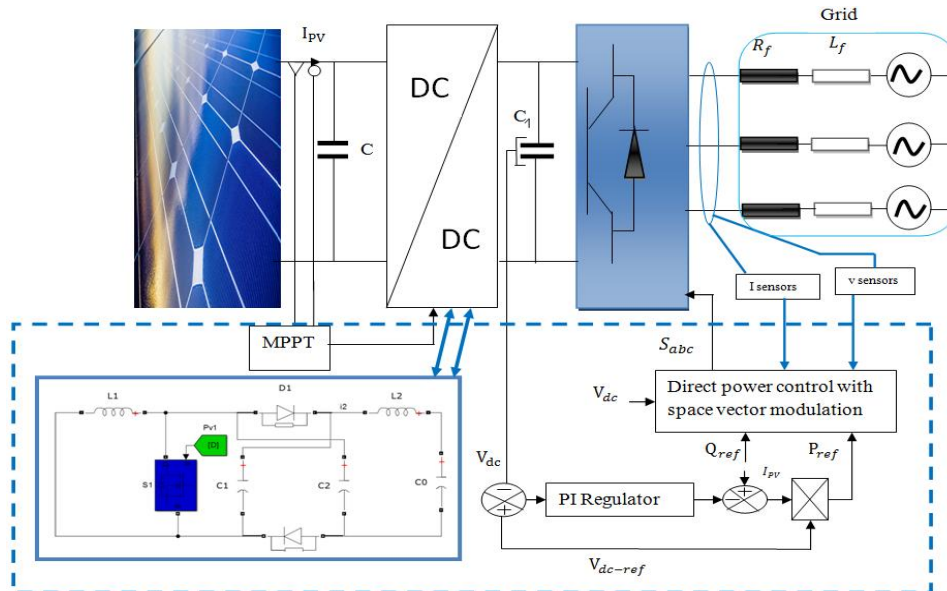 Grid
I_PV
R_f
L_f
DC
C
C_1
DC
I sensors
v sensors
MPPT
S_abc
V_dc
Direct power control with
space vector modulation
L1
D1
i2
L2
Pv1
[D]
S1
C1
C2
C0
V_dc
Q_ref
I_PV
P_ref
PI Regulator
V_dc-ref